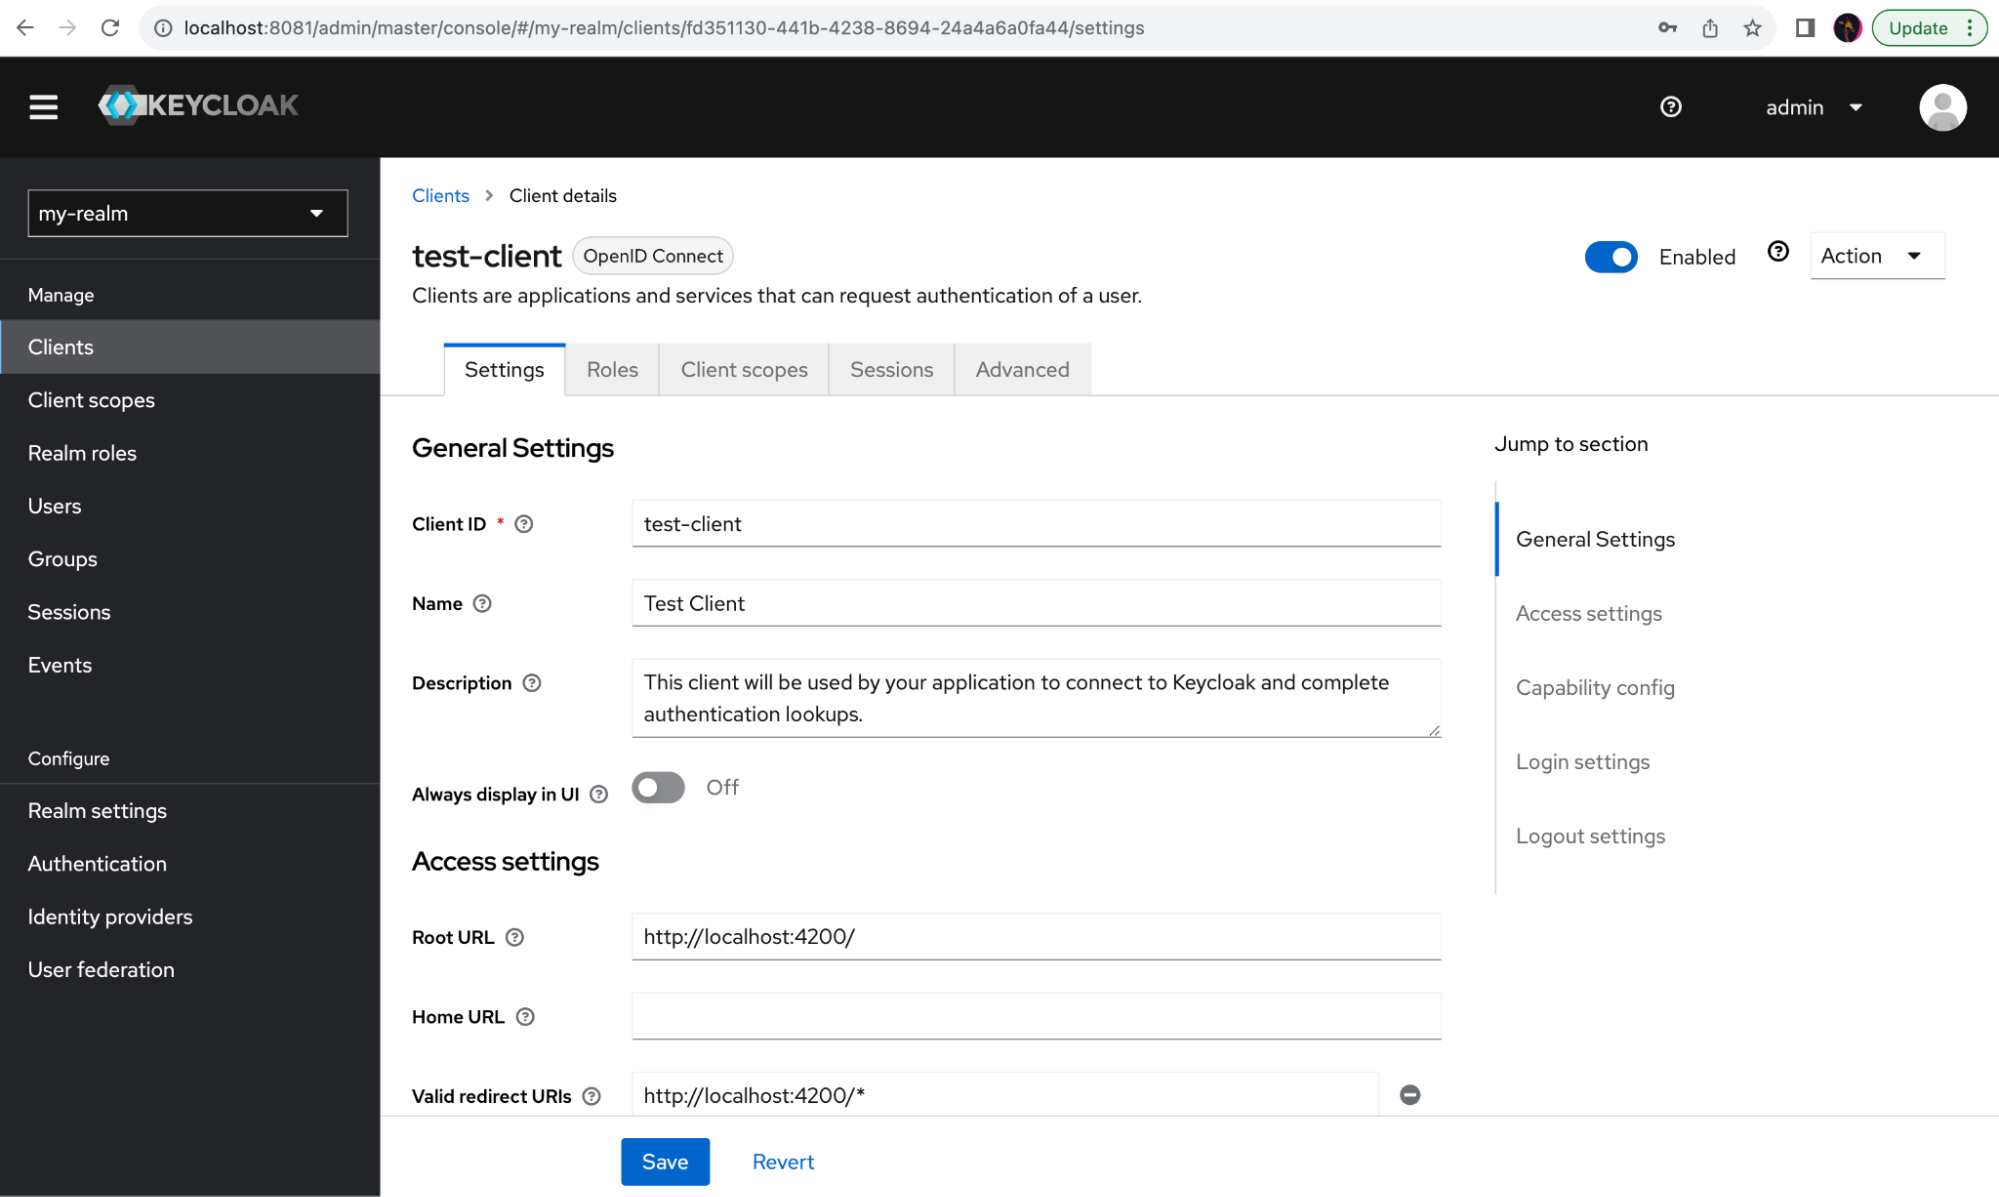 localhost:8081/admin/master/console/#/my-realm/clients/fd351130-441b-4238-8694-24a4a6a0fa44/settings
Update
KEYCLOAK
admin
my-realm
Manage
Clients
Client scopes
Realm roles
Users
Groups
Sessions
Events
Configure
Realm settings
Authentication
Identity providers
User federation
Clients > Client details
test-client OpenID Connect
Enabled
Action
Clients are applications and services that can request authentication of a user.
Settings Roles Client scopes Sessions Advanced
General Settings
Client ID * test-client
Name Test Client
Description This client will be used by your application to connect to Keycloak and complete
authentication lookups.
Always display in UI Off
Access settings
Root URL http://localhost:4200/
Home URL
Valid redirect URIs http://localhost:4200/*
Save Revert
Jump to section
General Settings
Access settings
Capability config
Login settings
Logout settings